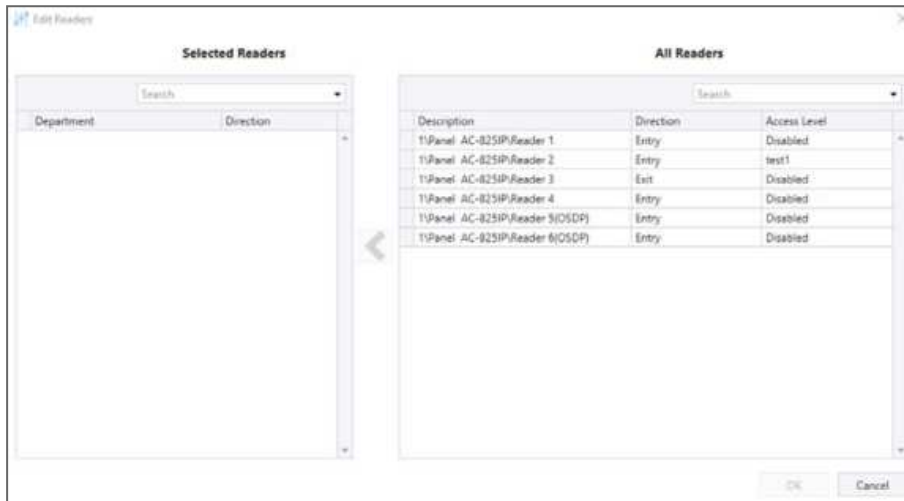 Edit Readers
Selected Readers
All Readers
Search
Search
Department Direction
Description Direction Access Level
1\Panel AC-825IP\Reader 1 Entry Disabled
1\Panel AC-825IP\Reader 2 Entry test1
1\Panel AC-825IP\Reader 3 Exit Disabled
1\Panel AC-825IP\Reader 4 Entry Disabled
1\Panel AC-825IP\Reader 5(OSDP) Entry Disabled
1\Panel AC-825IP\Reader 6(OSDP) Entry Disabled
OK Cancel